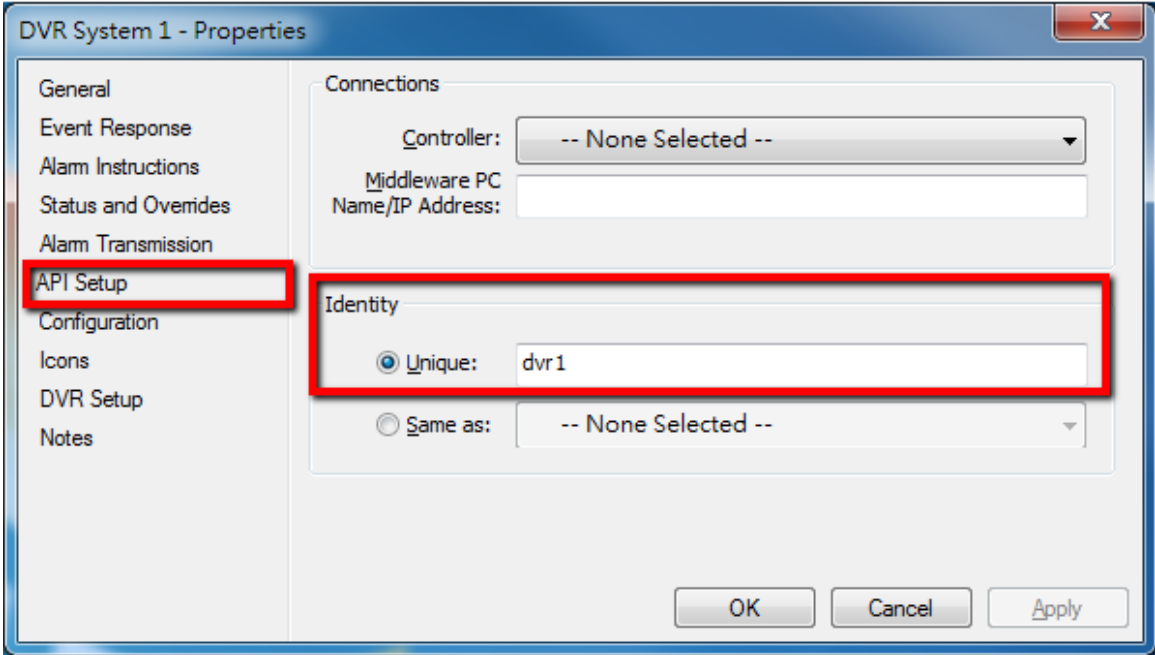 DVR System 1 - Properties
General
Event Response
Alarm Instructions
Status and Overrides
Alarm Transmission
API Setup
Configuration
Icons
DVR Setup
Notes
Connections
Controller: -- None Selected --
Middleware PC
Name/IP Address:
Identity
Unique: dvr1
Same as: -- None Selected --
OK Cancel Apply